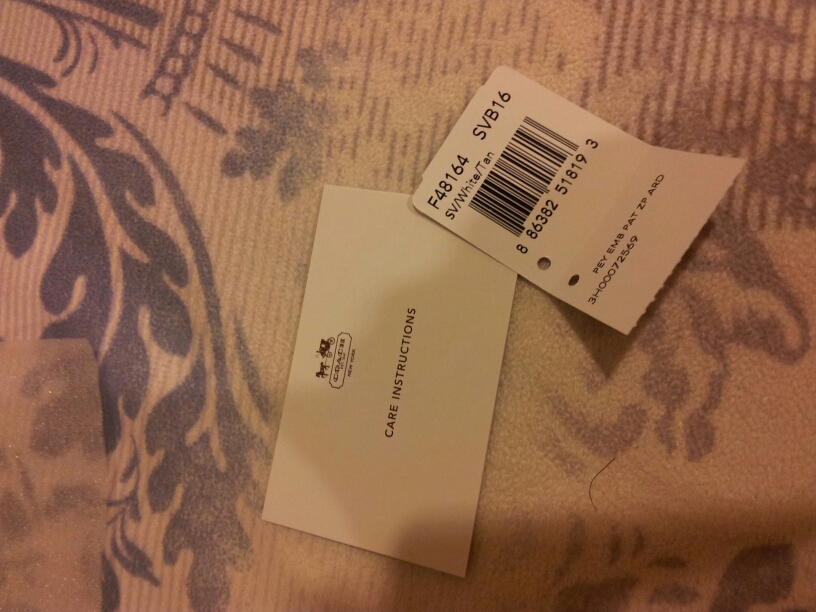 F48164 SVB16
SV/White/Tan
8 86382 51819 3
PEY EMB PAT ZP ARD
3H00072569
COACH
NEW YORK
CARE INSTRUCTIONS